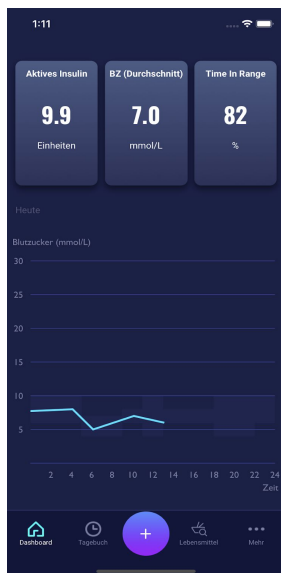 1:11
Aktives Insulin
9.9
Einheiten
BZ (Durchschnitt)
7.0
mmol/L
Time In Range
82
%
Heute
Blutzucker (mmol/L)
30
25
20
15
10
5
2 4 6 8 10 12 14 16 18 20 22 24
Zeit
Dashboard
Tagebuch
+
Lebensmittel
Mehr